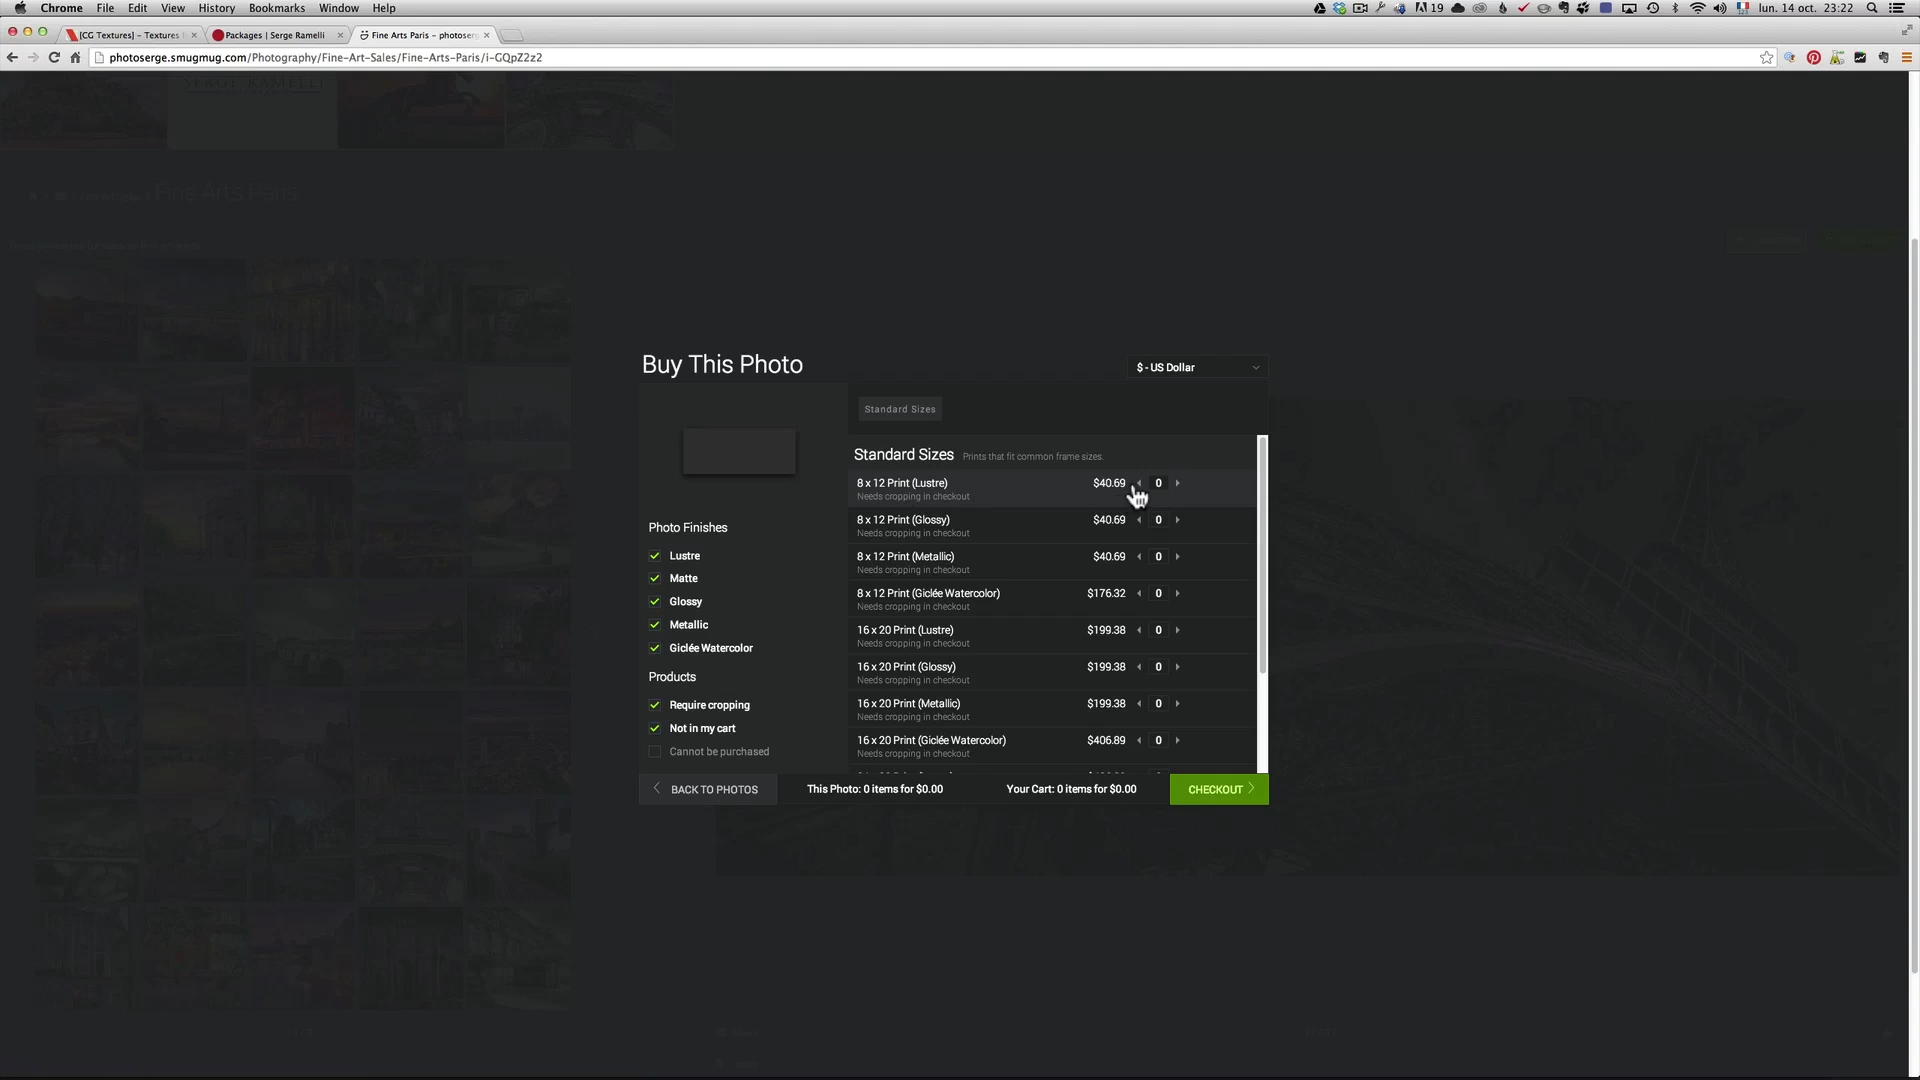 Chrome File Edit View History Bookmarks Window Help 19 lun. 14 oct. 23:22
[CG Textures] - Textures Packages | Serge Ramelli Fine Arts Paris - photoserg
photoserge.smugmug.com/Photography/Fine-Art-Sales/Fine-Arts-Paris/i-GQpZ2z2
SERGE RAMELLI
Fine Arts Paris
Buy This Photo
$ - US Dollar
Standard Sizes
Standard Sizes Prints that fit common frame sizes.
8 x 12 Print (Lustre) $40.69 0
Needs cropping in checkout
8 x 12 Print (Glossy) $40.69 0
Needs cropping in checkout
8 x 12 Print (Metallic) $40.69 0
Needs cropping in checkout
8 x 12 Print (Giclée Watercolor) $176.32 0
Needs cropping in checkout
16 x 20 Print (Lustre) $199.38 0
Needs cropping in checkout
16 x 20 Print (Glossy) $199.38 0
Needs cropping in checkout
16 x 20 Print (Metallic) $199.38 0
Needs cropping in checkout
16 x 20 Print (Giclée Watercolor) $406.89 0
Needs cropping in checkout
Photo Finishes
Lustre
Matte
Glossy
Metallic
Giclée Watercolor
Products
Require cropping
Not in my cart
Cannot be purchased
BACK TO PHOTOS This Photo: 0 items for $0.00 Your Cart: 0 items for $0.00 CHECKOUT